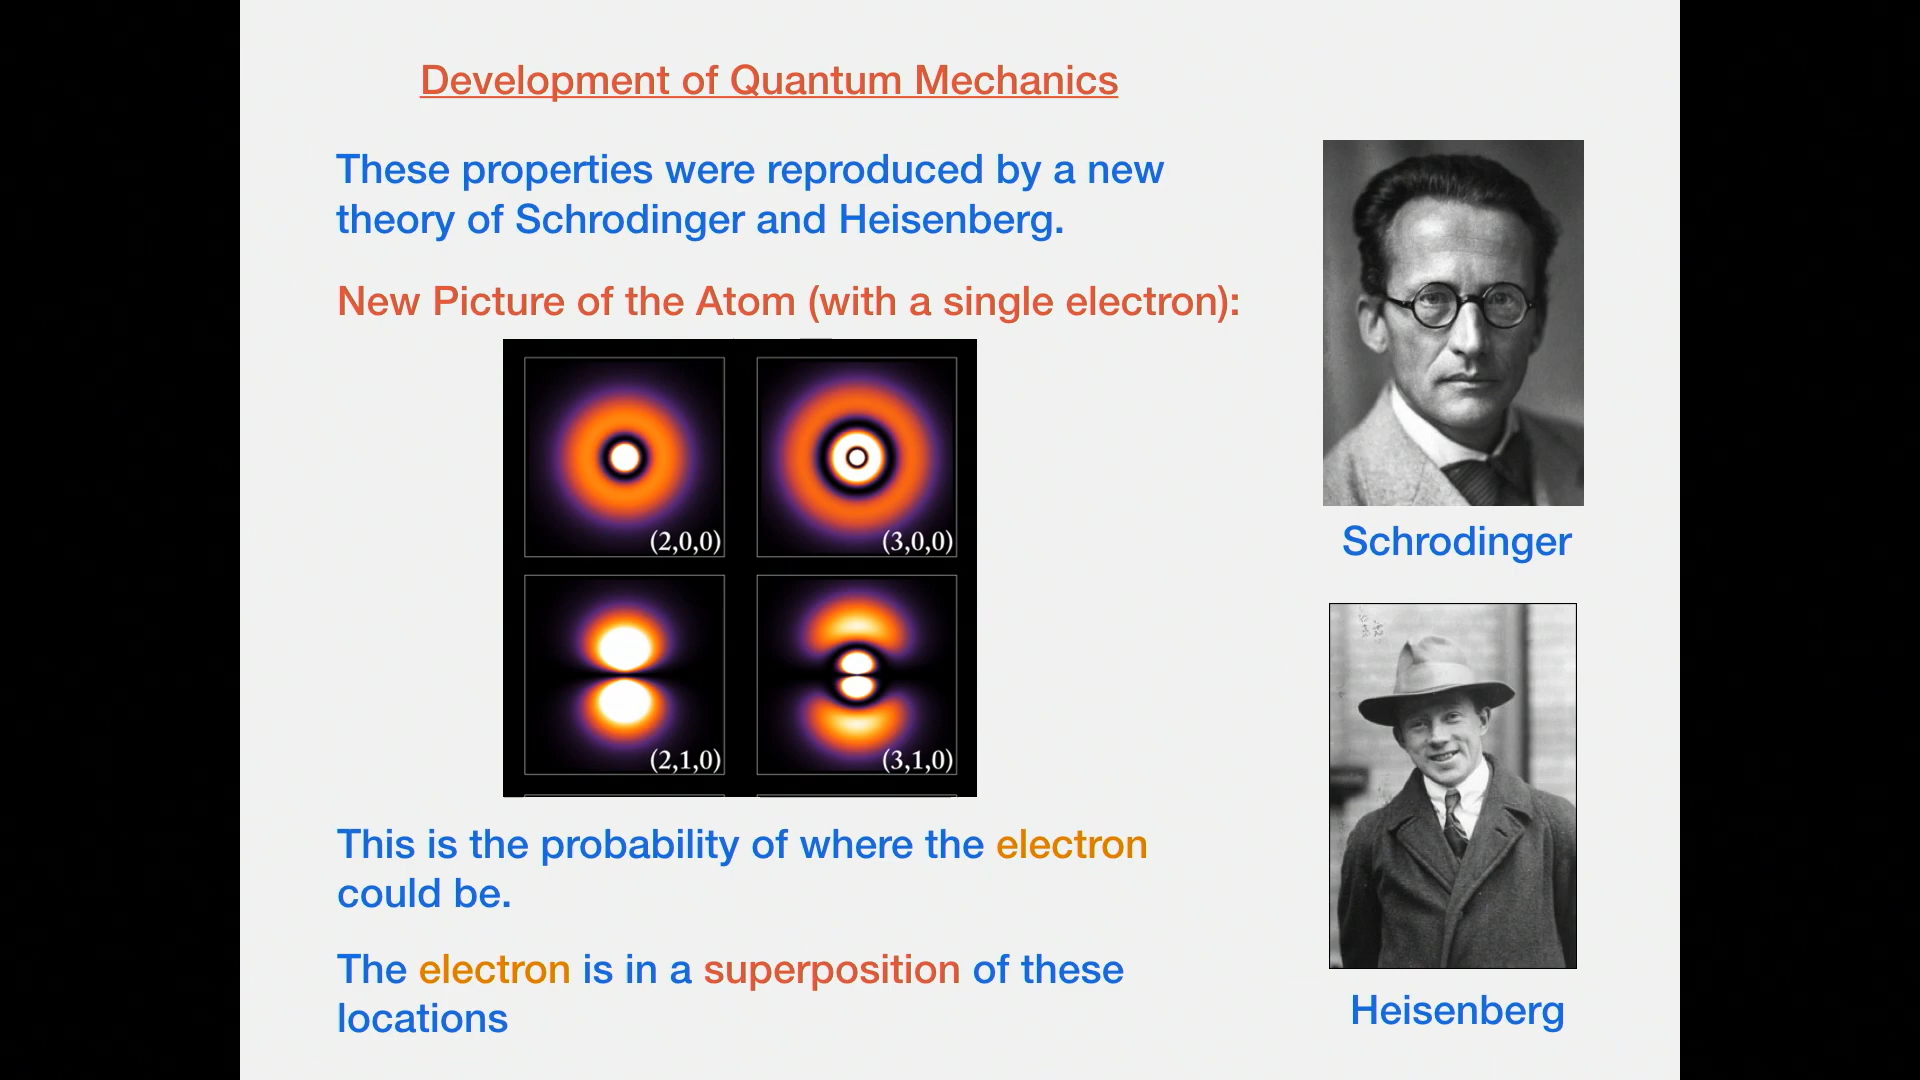 Development of Quantum Mechanics
These properties were reproduced by a new
theory of Schrodinger and Heisenberg.
New Picture of the Atom (with a single electron):
(2,0,0)
(3,0,0)
(2,1,0)
(3,1,0)
Schrodinger
This is the probability of where the electron
could be.
The electron is in a superposition of these
locations
Heisenberg